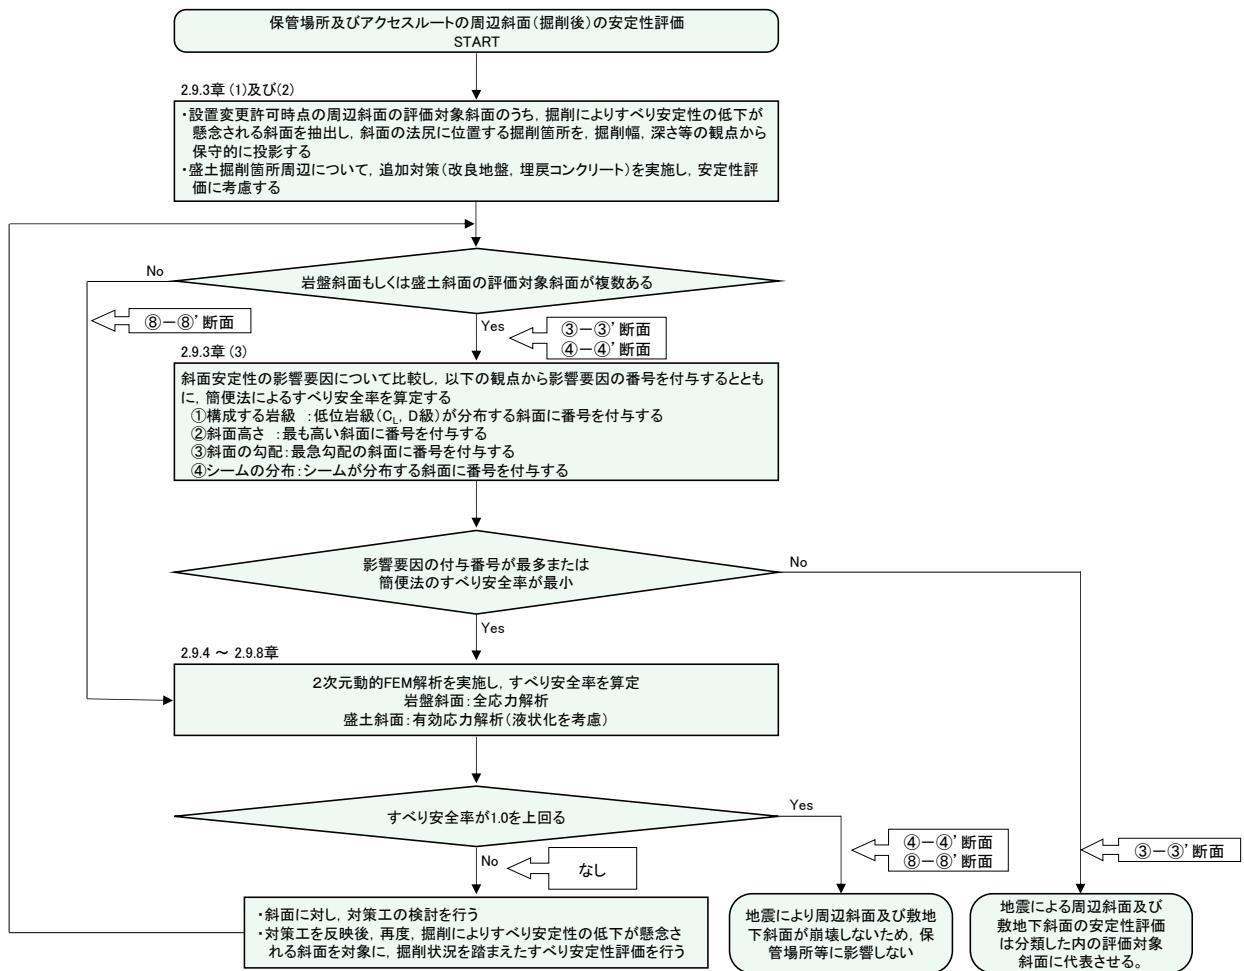 保管場所及びアクセスルートの周辺斜面（掘削後）の安定性評価
START
2.9.3章 (1)及び(2)
・設置変更許可時点の周辺斜面の評価対象斜面のうち，掘削によりすべり安定性の低下が
懸念される斜面を抽出し，斜面の法尻に位置する掘削箇所を，掘削幅，深さ等の観点から
保守的に投影する
・盛土掘削箇所周辺について，追加対策（改良地盤，埋戻コンクリート）を実施し，安定性評
価に考慮する
岩盤斜面もしくは盛土斜面の評価対象斜面が複数ある
No
⑧－⑧’断面
Yes
③－③’断面
④－④’断面
2.9.3章 (3)
斜面安定性の影響要因について比較し，以下の観点から影響要因の番号を付与するととも
に，簡便法によるすべり安全率を算定する
①構成する岩級　：低位岩級（CL，D級）が分布する斜面に番号を付与する
②斜面高さ　：最も高い斜面に番号を付与する
③斜面の勾配：最急勾配の斜面に番号を付与する
④シームの分布：シームが分布する斜面に番号を付与する
影響要因の付与番号が最多または
簡便法のすべり安全率が最小
No
Yes
2.9.4 ～ 2.9.8章
２次元動的FEM解析を実施し，すべり安全率を算定
岩盤斜面：全応力解析
盛土斜面：有効応力解析（液状化を考慮）
すべり安全率が1.0を上回る
Yes
④－④’断面
⑧－⑧’断面
③－③’断面
No
なし
・斜面に対し，対策工の検討を行う
・対策工を反映後，再度，掘削によりすべり安定性の低下が懸念さ
れる斜面を対象に，掘削状況を踏まえたすべり安定性評価を行う
地震により周辺斜面及び敷地
下斜面が崩壊しないため，保
管場所等に影響しない
地震による周辺斜面及び
敷地下斜面の安定性評価
は分類した内の評価対象
斜面に代表させる。